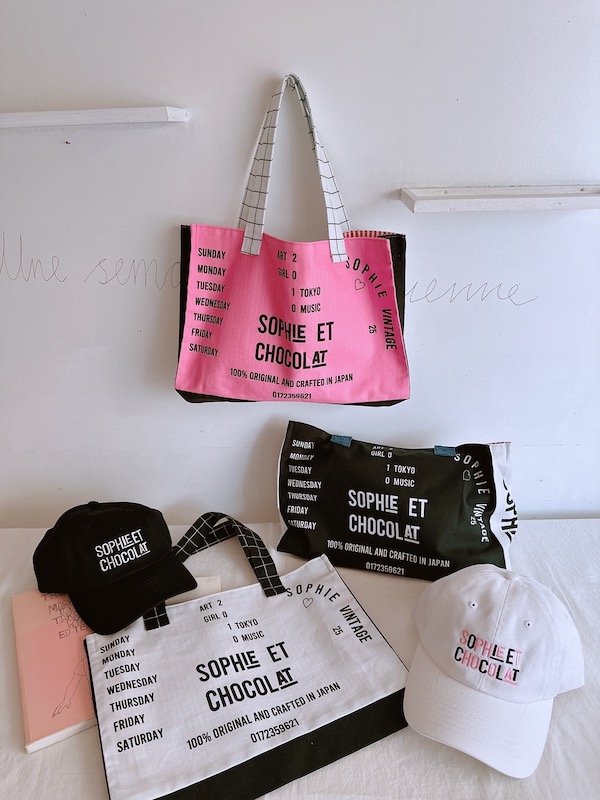 Une sem
ienne
SUNDAY
MONDAY
TUESDAY
WEDNESDAY
THURSDAY
FRIDAY
SATURDAY
ART 2
GIRL 0
1 TOKYO
0 MUSIC
SOPHIE VINTAGE
25
SOPHIE ET
CHOCOLAT
100% ORIGINAL AND CRAFTED IN JAPAN
0172359621
SUNDAY
MONDAY
TUESDAY
WEDNESDAY
THURSDAY
FRIDAY
SATURDAY
ART 2
GIRL 0
1 TOKYO
0 MUSIC
SOPHIE VINTAGE
25
SOPHIE ET
CHOCOLAT
100% ORIGINAL AND CRAFTED IN JAPAN
0172359621
SOPHIE ET
CHOCOLAT
SUNDAY
MONDAY
TUESDAY
WEDNESDAY
THURSDAY
FRIDAY
SATURDAY
ART 2
GIRL 0
1 TOKYO
0 MUSIC
SOPHIE VINTAGE
25
SOPHIE ET
CHOCOLAT
100% ORIGINAL AND CRAFTED IN JAPAN
0172359621
SOPHIE ET
CHOCOLAT